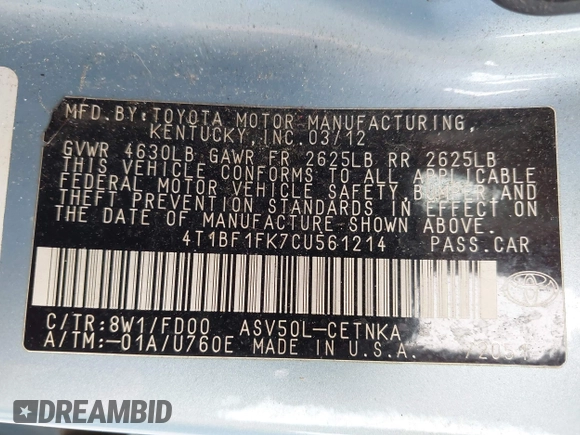 MFD.BY:TOYOTA MOTOR MANUFACTURING,
KENTUCKY,INC.03/12
GVWR 4630LB GAWR FR 2625LB RR 2625LB
THIS VEHICLE CONFORMS TO ALL APPLICABLE
FEDERAL MOTOR VEHICLE SAFETY, BUMPER AND
THEFT PREVENTION STANDARDS IN EFFECT ON
THE DATE OF MANUFACTURE SHOWN ABOVE.
4T1BF1FK7CU561214 PASS.CAR
C/TR:8W1/FD00 ASV50L-CETNKA
A/TM:-01A/U760E MADE IN U.S.A.
TOYOTA
DREAMBID